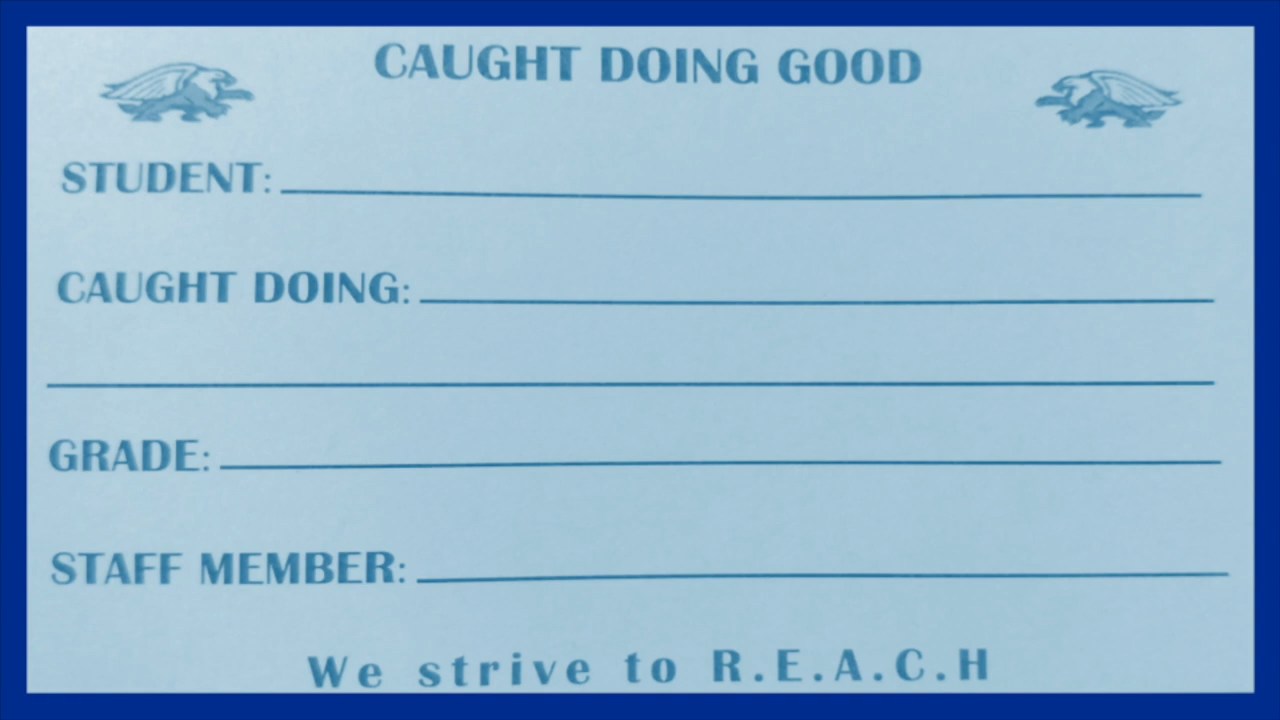 CAUGHT DOING GOOD
STUDENT:
CAUGHT DOING:
GRADE:
STAFF MEMBER:
We strive to R.E.A.C.H